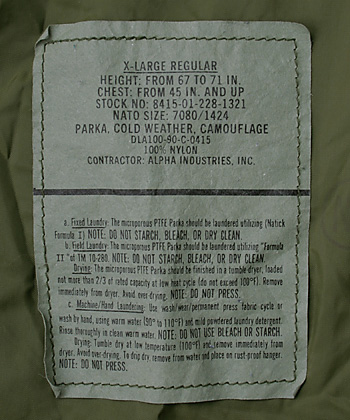 X-LARGE REGULAR
HEIGHT: FROM 67 TO 71 IN.
CHEST: FROM 45 IN. AND UP
STOCK NO: 8415-01-228-1321
NATO SIZE: 7080/1424
PARKA, COLD WEATHER, CAMOUFLAGE
DLA100-90-C-0415
100% NYLON
CONTRACTOR: ALPHA INDUSTRIES, INC.
a. Fixed Laundry: The microporous PTFE Parka should be laundered utilizing (Natick
Formula I) NOTE: DO NOT STARCH, BLEACH, OR DRY CLEAN.
b. Field Laundry: The microporous PTFE Parka should be laundered utilizing "Formula
II" of TM 10-280. NOTE: DO NOT STARCH, BLEACH, OR DRY CLEAN.
Drying: The microporous PTFE Parka should be finished in a tumble dryer, loaded
not more than 2/3 of rated capacity at low heat cycle (do not exceed 100°F). Remove
immediately from dryer. Avoid over-drying. NOTE: DO NOT PRESS.
c. Machine/Hand Laundering: Use wash/wear/permanent press fabric cycle or
wash by hand, using warm water (90° to 110°F) and mild powdered laundry detergent.
Rinse thoroughly in clean warm water. NOTE: DO NOT USE BLEACH OR STARCH.
Drying: Tumble dry at low temperature (100°F) and remove immediately from
dryer. Avoid over-drying. To drip dry, remove from water and place on rust-proof hanger.
NOTE: DO NOT PRESS.